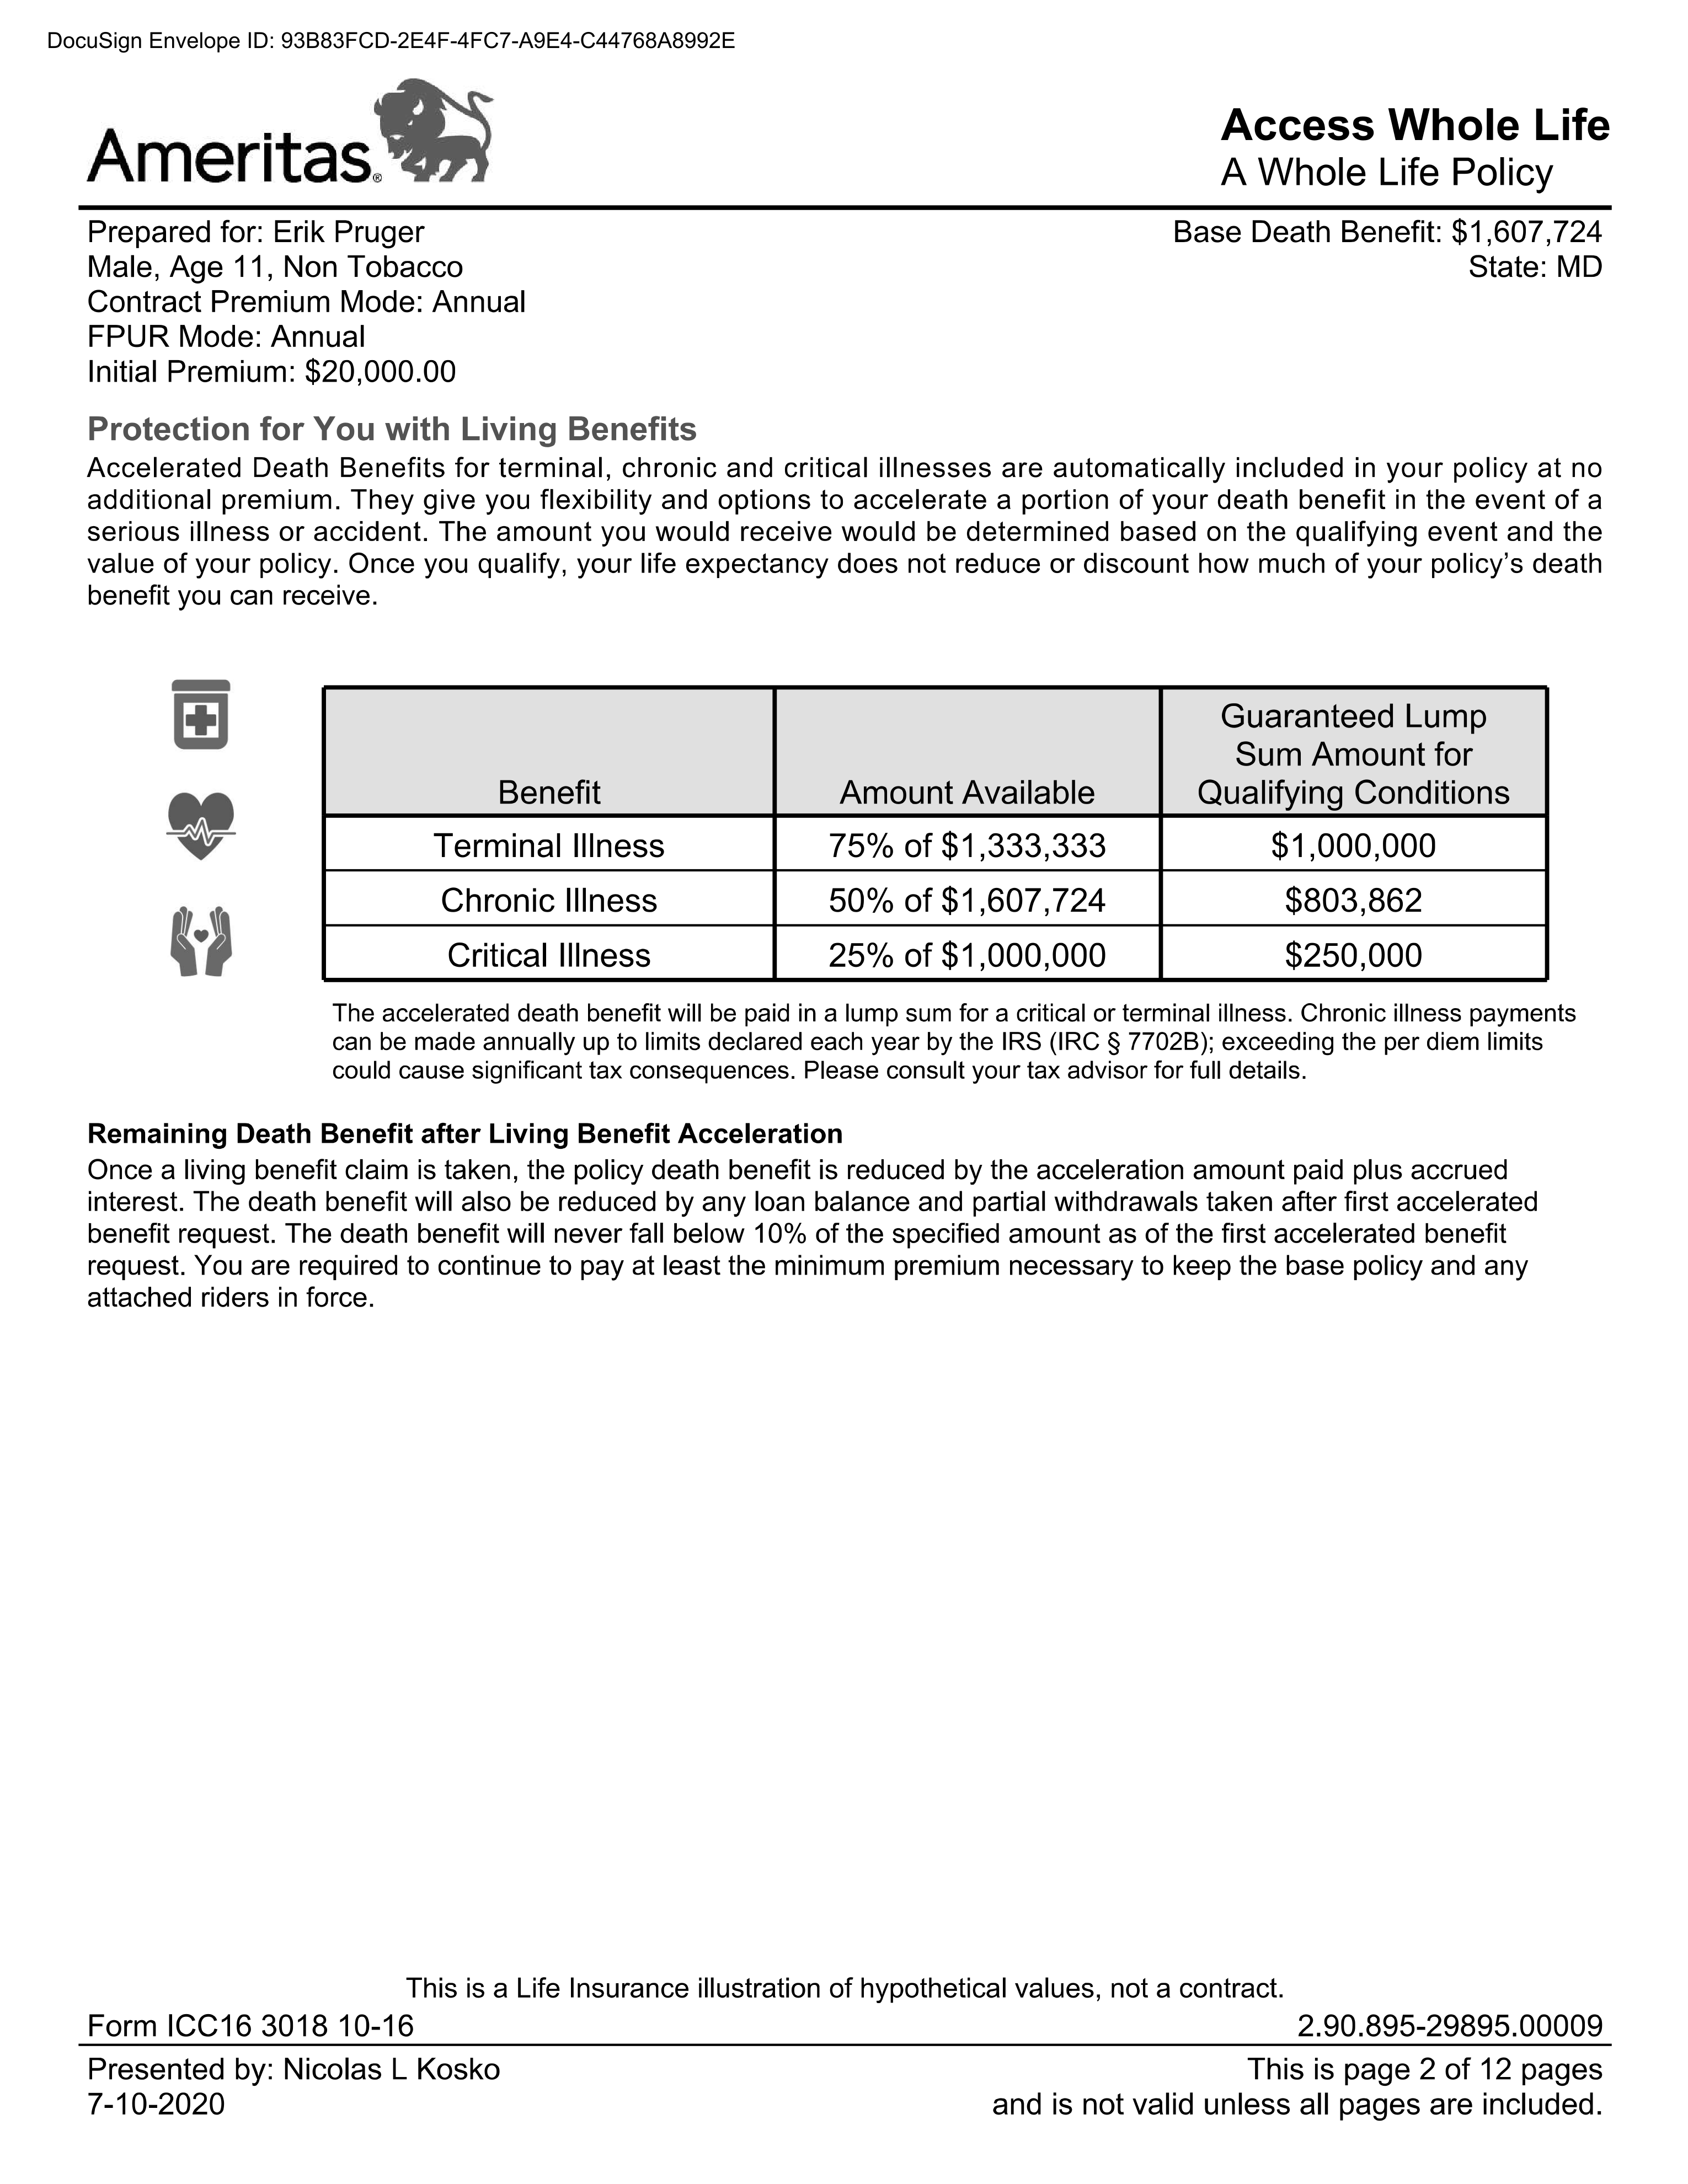 DocuSign Envelope ID: 93B83FCD-2E4F-4FC7-A9E4-C44768A8992E
Ameritas®
Access Whole Life
A Whole Life Policy
Prepared for: Erik Pruger
Male, Age 11, Non Tobacco
Contract Premium Mode: Annual
FPUR Mode: Annual
Initial Premium: $20,000.00
Base Death Benefit: $1,607,724
State: MD
Protection for You with Living Benefits
Accelerated Death Benefits for terminal, chronic and critical illnesses are automatically included in your policy at no
additional premium. They give you flexibility and options to accelerate a portion of your death benefit in the event of a
serious illness or accident. The amount you would receive would be determined based on the qualifying event and the
value of your policy. Once you qualify, your life expectancy does not reduce or discount how much of your policy’s death
benefit you can receive.
Benefit
Amount Available
Guaranteed Lump
Sum Amount for
Qualifying Conditions
Terminal Illness 75% of $1,333,333 $1,000,000
Chronic Illness 50% of $1,607,724 $803,862
Critical Illness 25% of $1,000,000 $250,000
The accelerated death benefit will be paid in a lump sum for a critical or terminal illness. Chronic illness payments
can be made annually up to limits declared each year by the IRS (IRC § 7702B); exceeding the per diem limits
could cause significant tax consequences. Please consult your tax advisor for full details.
Remaining Death Benefit after Living Benefit Acceleration
Once a living benefit claim is taken, the policy death benefit is reduced by the acceleration amount paid plus accrued
interest. The death benefit will also be reduced by any loan balance and partial withdrawals taken after first accelerated
benefit request. The death benefit will never fall below 10% of the specified amount as of the first accelerated benefit
request. You are required to continue to pay at least the minimum premium necessary to keep the base policy and any
attached riders in force.
This is a Life Insurance illustration of hypothetical values, not a contract.
Form ICC16 3018 10-16 2.90.895-29895.00009
Presented by: Nicolas L Kosko This is page 2 of 12 pages
7-10-2020 and is not valid unless all pages are included.